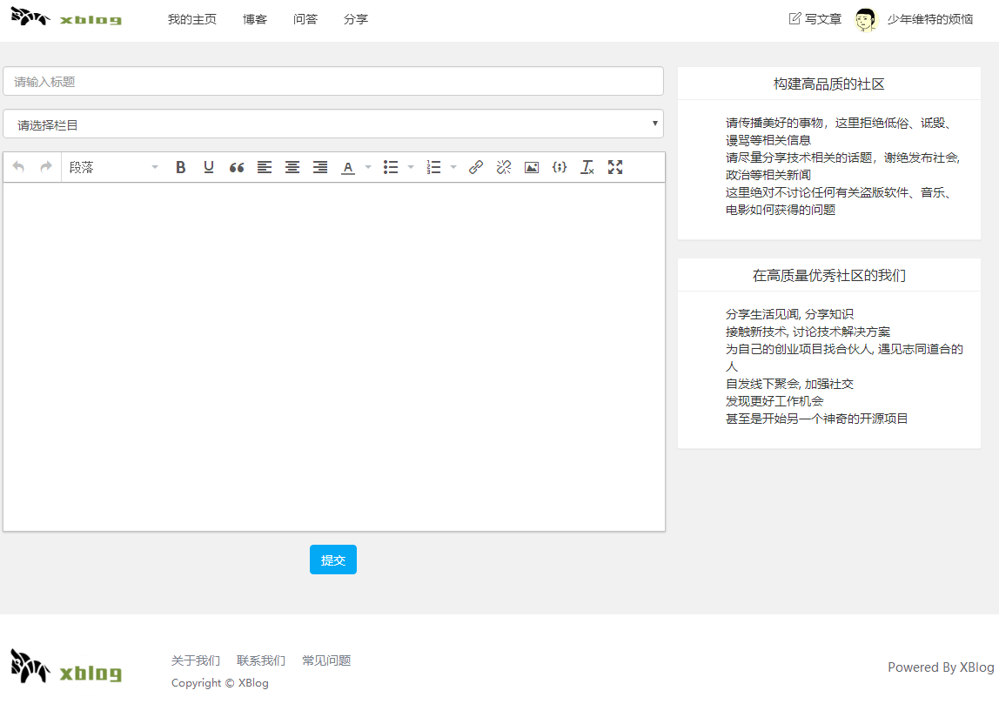 xblog 我的主页 博客 问答 分享 写文章 少年维特的烦恼
请输入标题
请选择栏目
段落 B U A
构建高品质的社区
请传播美好的事物，这里拒绝低俗、诋毁、
谩骂等相关信息
请尽量分享技术相关的话题，谢绝发布社会,
政治等相关新闻
这里绝对不讨论任何有关盗版软件、音乐、
电影如何获得的问题
在高质量优秀社区的我们
分享生活见闻, 分享知识
接触新技术, 讨论技术解决方案
为自己的创业项目找合伙人, 遇见志同道合的
人
自发线下聚会, 加强社交
发现更好工作机会
甚至是开始另一个神奇的开源项目
提交
xblog
关于我们 联系我们 常见问题
Copyright © XBlog
Powered By XBlog